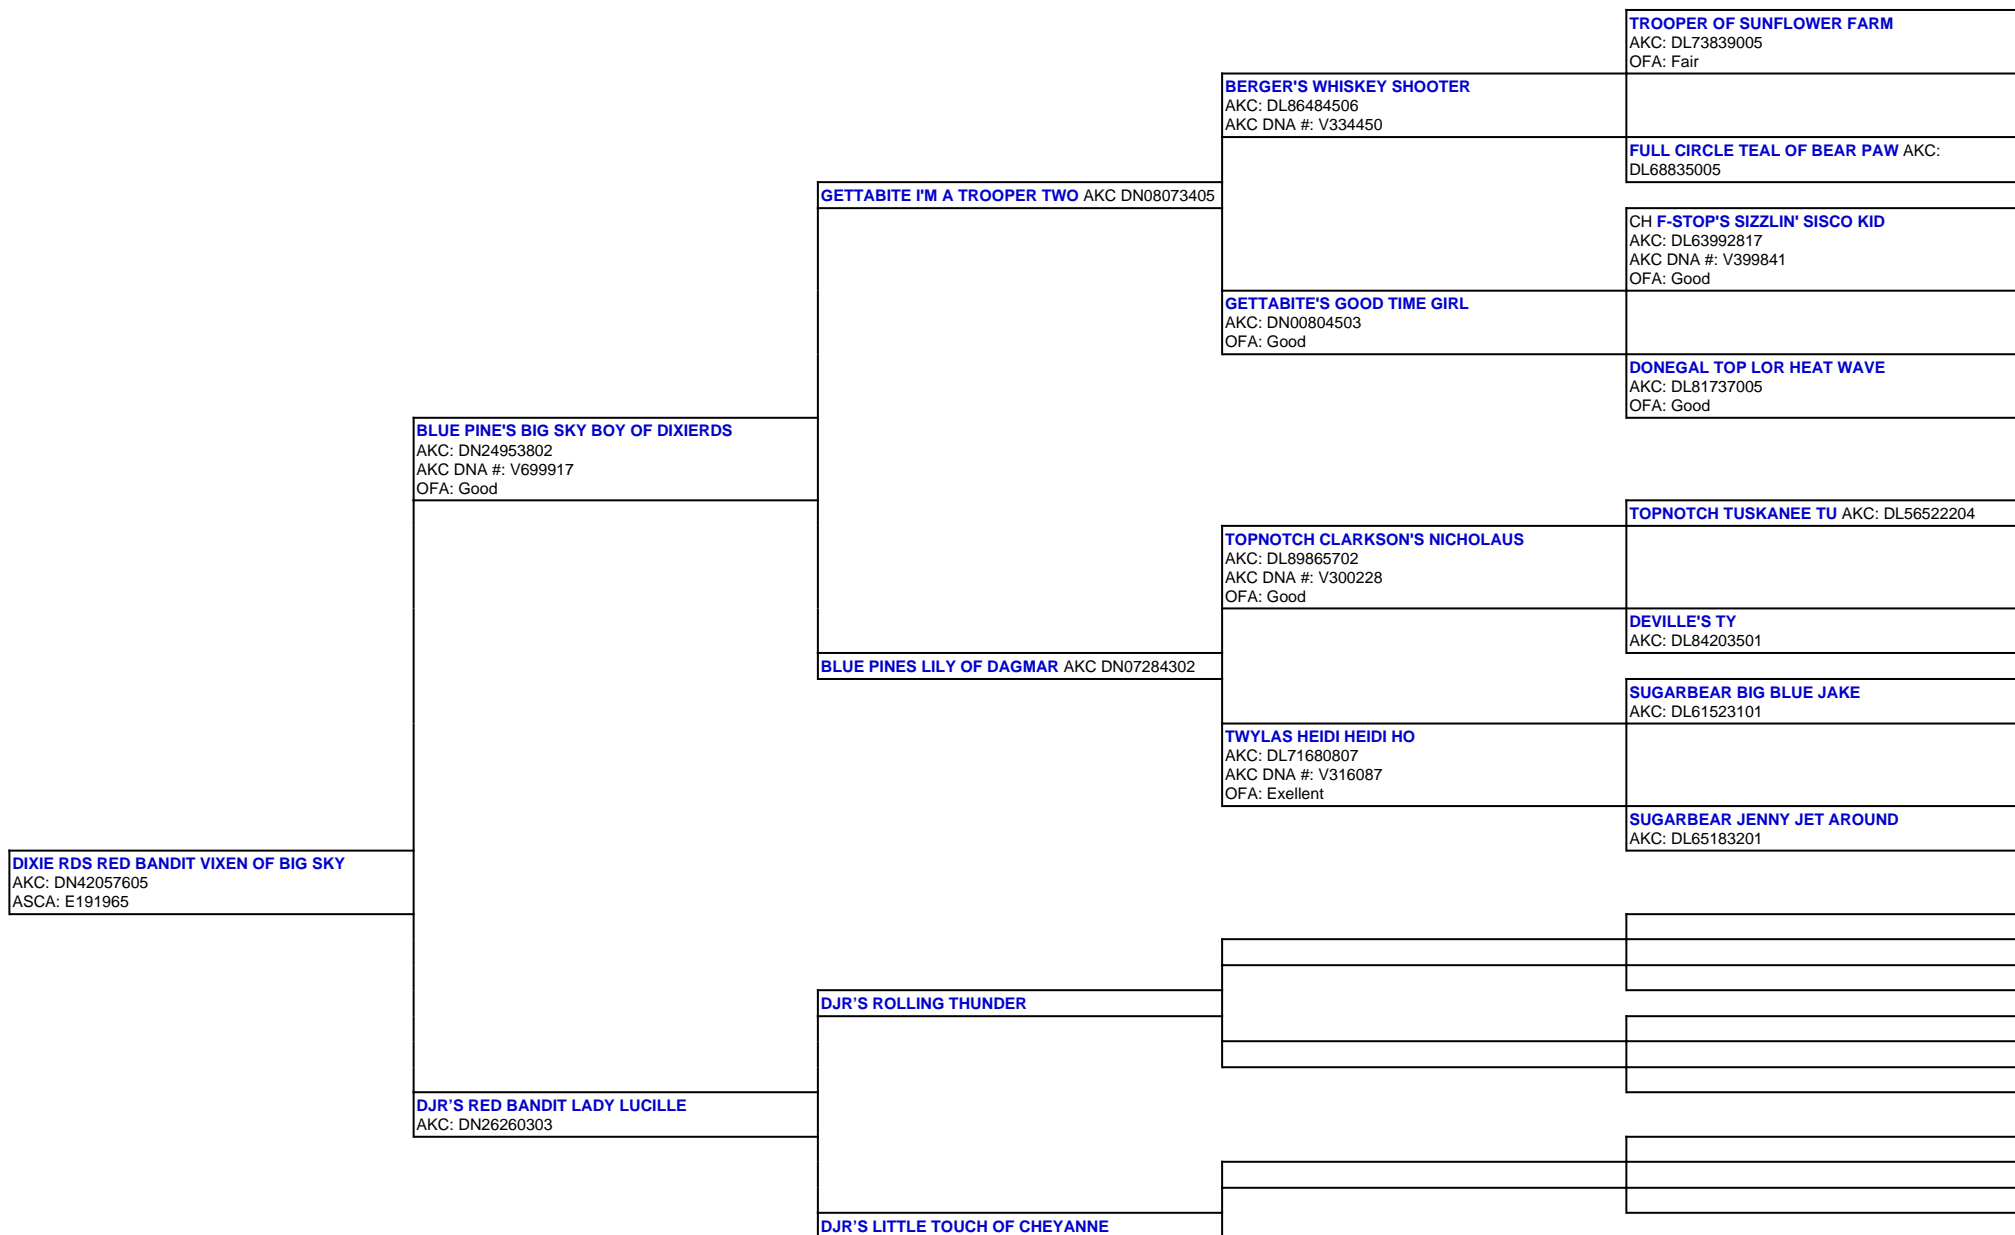 TROOPER OF SUNFLOWER FARM
AKC: DL73839005
OFA: Fair
BERGER'S WHISKEY SHOOTER
AKC: DL86484506
AKC DNA #: V334450
FULL CIRCLE TEAL OF BEAR PAW AKC:
DL68835005
GETTABITE I'M A TROOPER TWO AKC DN08073405
CH F-STOP'S SIZZLIN' SISCO KID
AKC: DL63992817
AKC DNA #: V399841
OFA: Good
GETTABITE'S GOOD TIME GIRL
AKC: DN00804503
OFA: Good
DONEGAL TOP LOR HEAT WAVE
AKC: DL81737005
OFA: Good
BLUE PINE'S BIG SKY BOY OF DIXIERDS
AKC: DN24953802
AKC DNA #: V699917
OFA: Good
TOPNOTCH TUSKANEE TU AKC: DL56522204
TOPNOTCH CLARKSON'S NICHOLAUS
AKC: DL89865702
AKC DNA #: V300228
OFA: Good
DEVILLE'S TY
AKC: DL84203501
BLUE PINES LILY OF DAGMAR AKC DN07284302
SUGARBEAR BIG BLUE JAKE
AKC: DL61523101
TWYLAS HEIDI HEIDI HO
AKC: DL71680807
AKC DNA #: V316087
OFA: Exellent
SUGARBEAR JENNY JET AROUND
AKC: DL65183201
DIXIE RDS RED BANDIT VIXEN OF BIG SKY
AKC: DN42057605
ASCA: E191965
DJR’S ROLLING THUNDER
DJR’S RED BANDIT LADY LUCILLE
AKC: DN26260303
DJR’S LITTLE TOUCH OF CHEYANNE